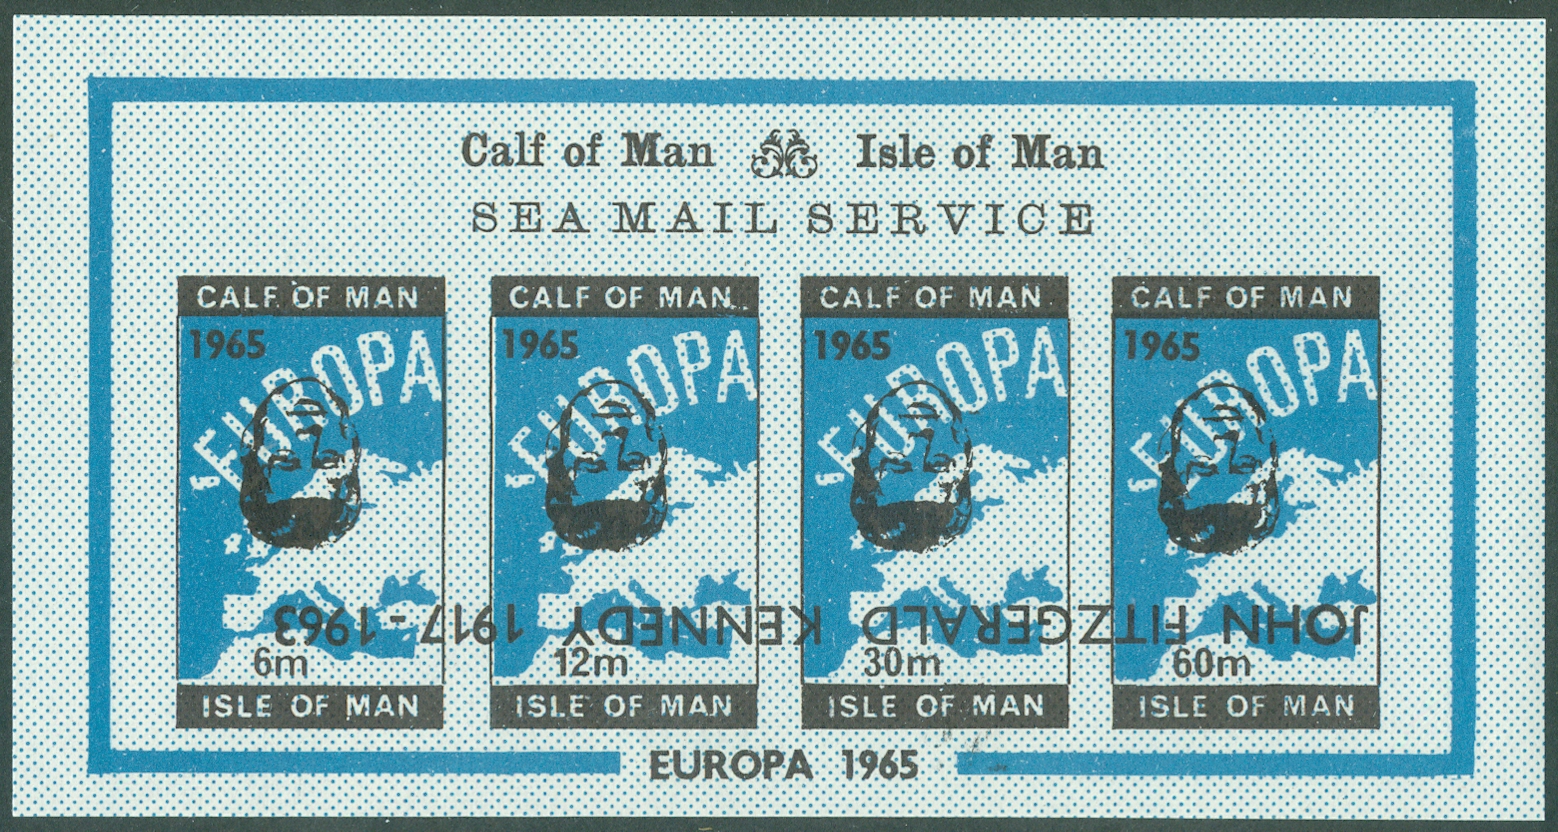 Calf of Man Isle of Man
SEA MAIL SERVICE
CALF OF MAN
1965
EUROPA
6m
ISLE OF MAN
CALF OF MAN
1965
EUROPA
12m
ISLE OF MAN
CALF OF MAN
1965
EUROPA
30m
ISLE OF MAN
CALF OF MAN
1965
EUROPA
60m
ISLE OF MAN
JOHN FITZGERALD KENNEDY 1917-1963
EUROPA 1965